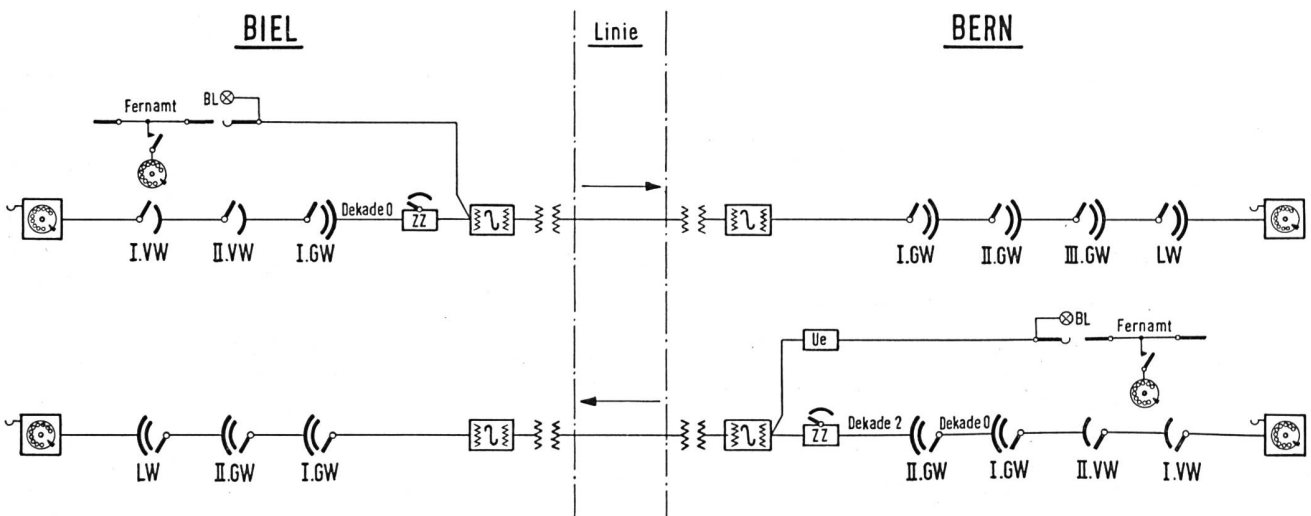 BIEL
Linie
BERN
Fernamt
BL
Dekade 0
ZZ
I.VW
II.VW
I.GW
I.GW
II.GW
III.GW
LW
BL
Fernamt
Ue
Dekade 2
Dekade 0
ZZ
LW
II.GW
I.GW
II.GW
I.GW
II.VW
I.VW